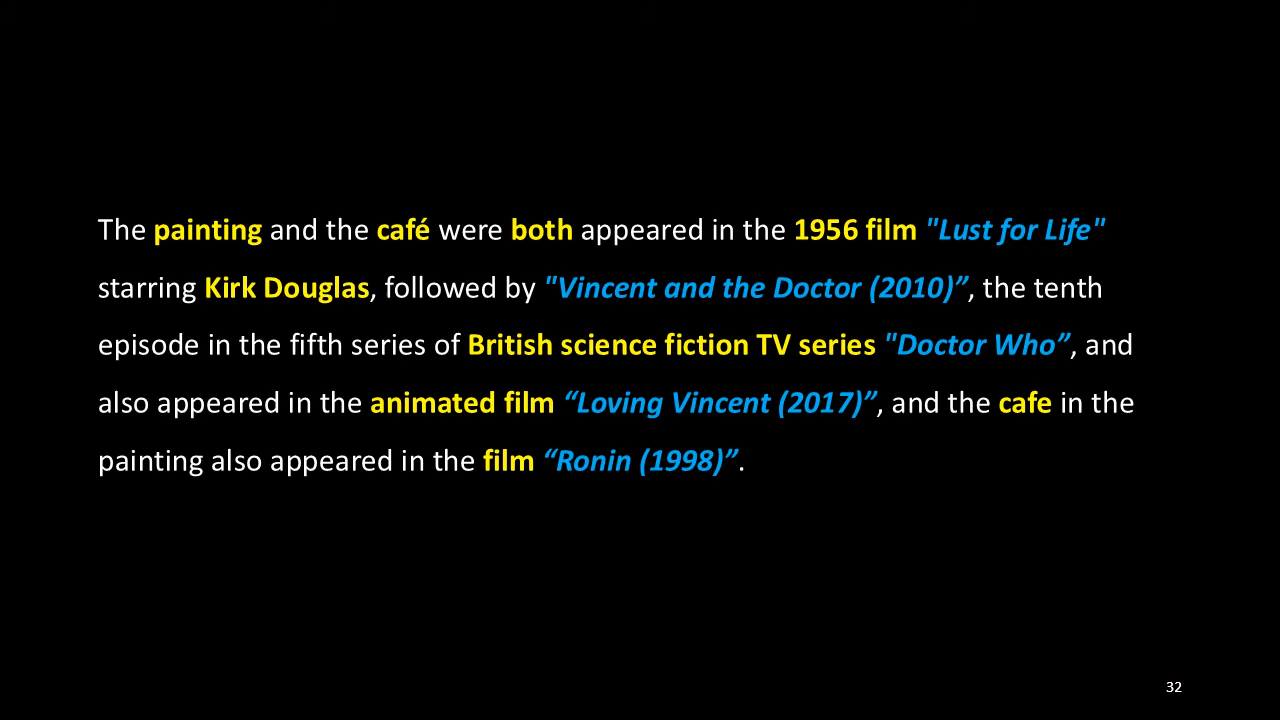 The painting and the café were both appeared in the 1956 film "Lust for Life"
starring Kirk Douglas, followed by "Vincent and the Doctor (2010)”, the tenth
episode in the fifth series of British science fiction TV series "Doctor Who”, and
also appeared in the animated film “Loving Vincent (2017)”, and the cafe in the
painting also appeared in the film “Ronin (1998)”.
32